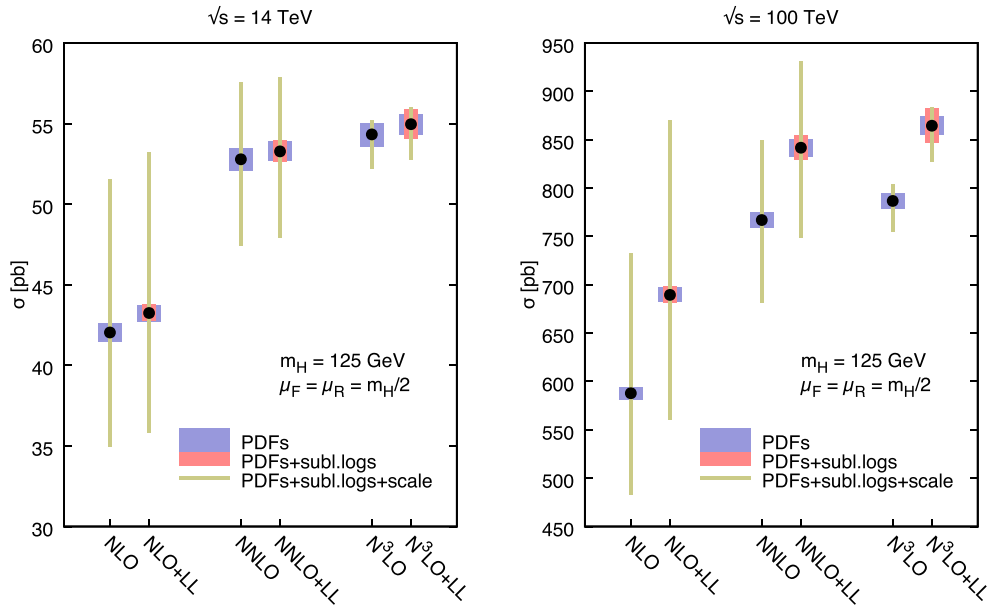 √s = 14 TeV
60
55
50
45
40
35
30
σ [pb]
m_H = 125 GeV
μ_F = μ_R = m_H/2
PDFs
PDFs+subl.logs
PDFs+subl.logs+scale
NLO
NLO+LL
NNLO
NNLO+LL
N³LO
N³LO+LL
√s = 100 TeV
950
900
850
800
750
700
650
600
550
500
450
σ [pb]
m_H = 125 GeV
μ_F = μ_R = m_H/2
PDFs
PDFs+subl.logs
PDFs+subl.logs+scale
NLO
NLO+LL
NNLO
NNLO+LL
N³LO
N³LO+LL